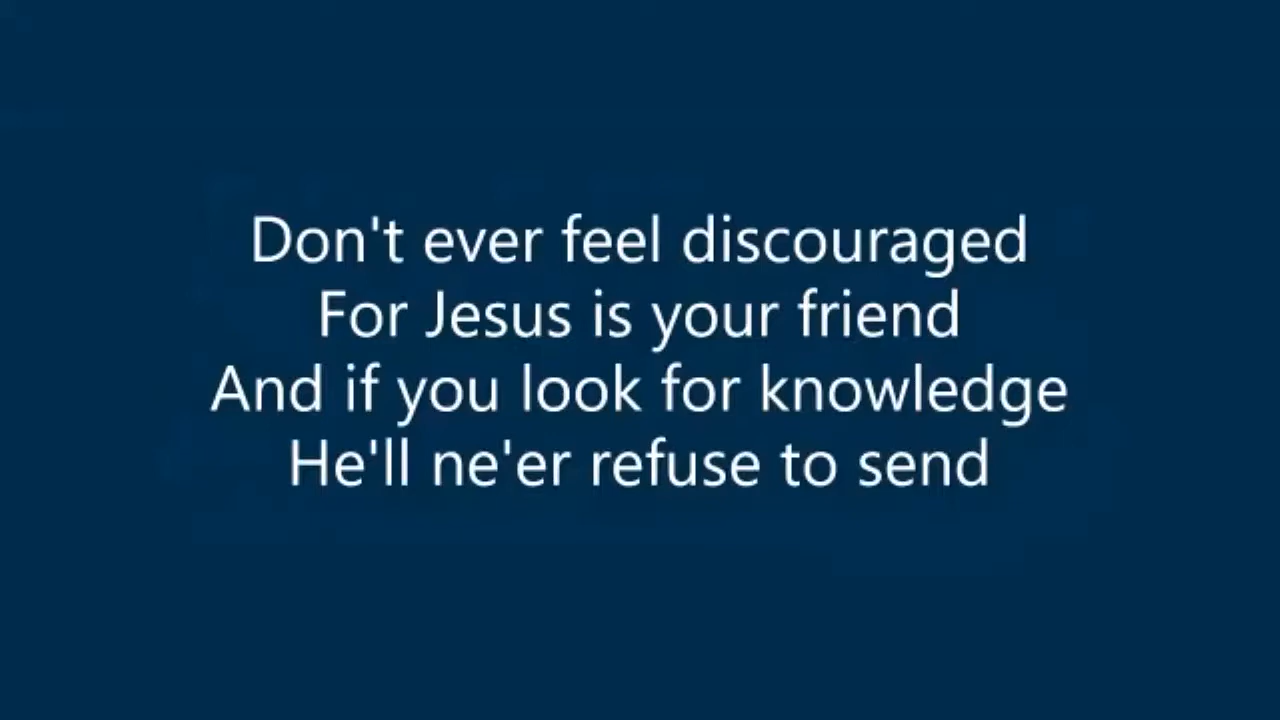 Don't ever feel discouraged
For Jesus is your friend
And if you look for knowledge
He'll ne'er refuse to send